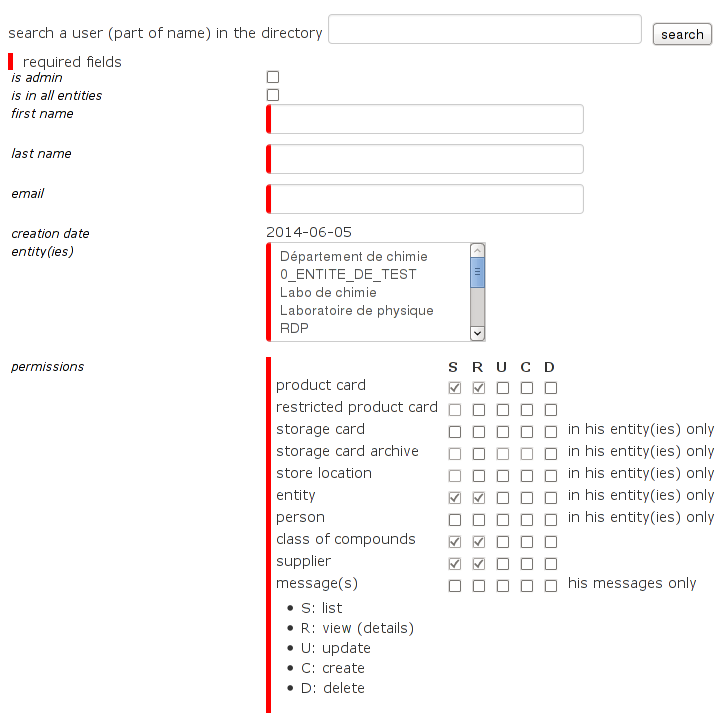 search a user (part of name) in the directory search
required fields
is admin
is in all entities
first name
last name
email
creation date 2014-06-05
entity(ies)
Département de chimie
0_ENTITE_DE_TEST
Labo de chimie
Laboratoire de physique
RDP
permissions S R U C D
product card
restricted product card
storage card in his entity(ies) only
storage card archive in his entity(ies) only
store location in his entity(ies) only
entity in his entity(ies) only
person in his entity(ies) only
class of compounds
supplier
message(s) his messages only
• S: list
• R: view (details)
• U: update
• C: create
• D: delete